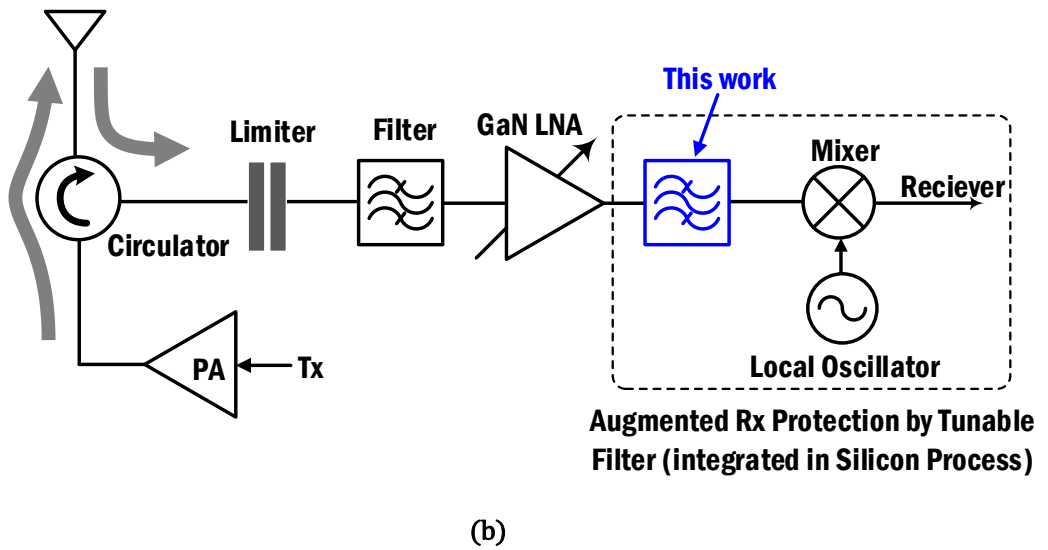 This work
GaN LNA
Limiter
Filter
Mixer
Reciever
Circulator
PA
Tx
Local Oscillator
Augmented Rx Protection by Tunable
Filter (integrated in Silicon Process)
(b)